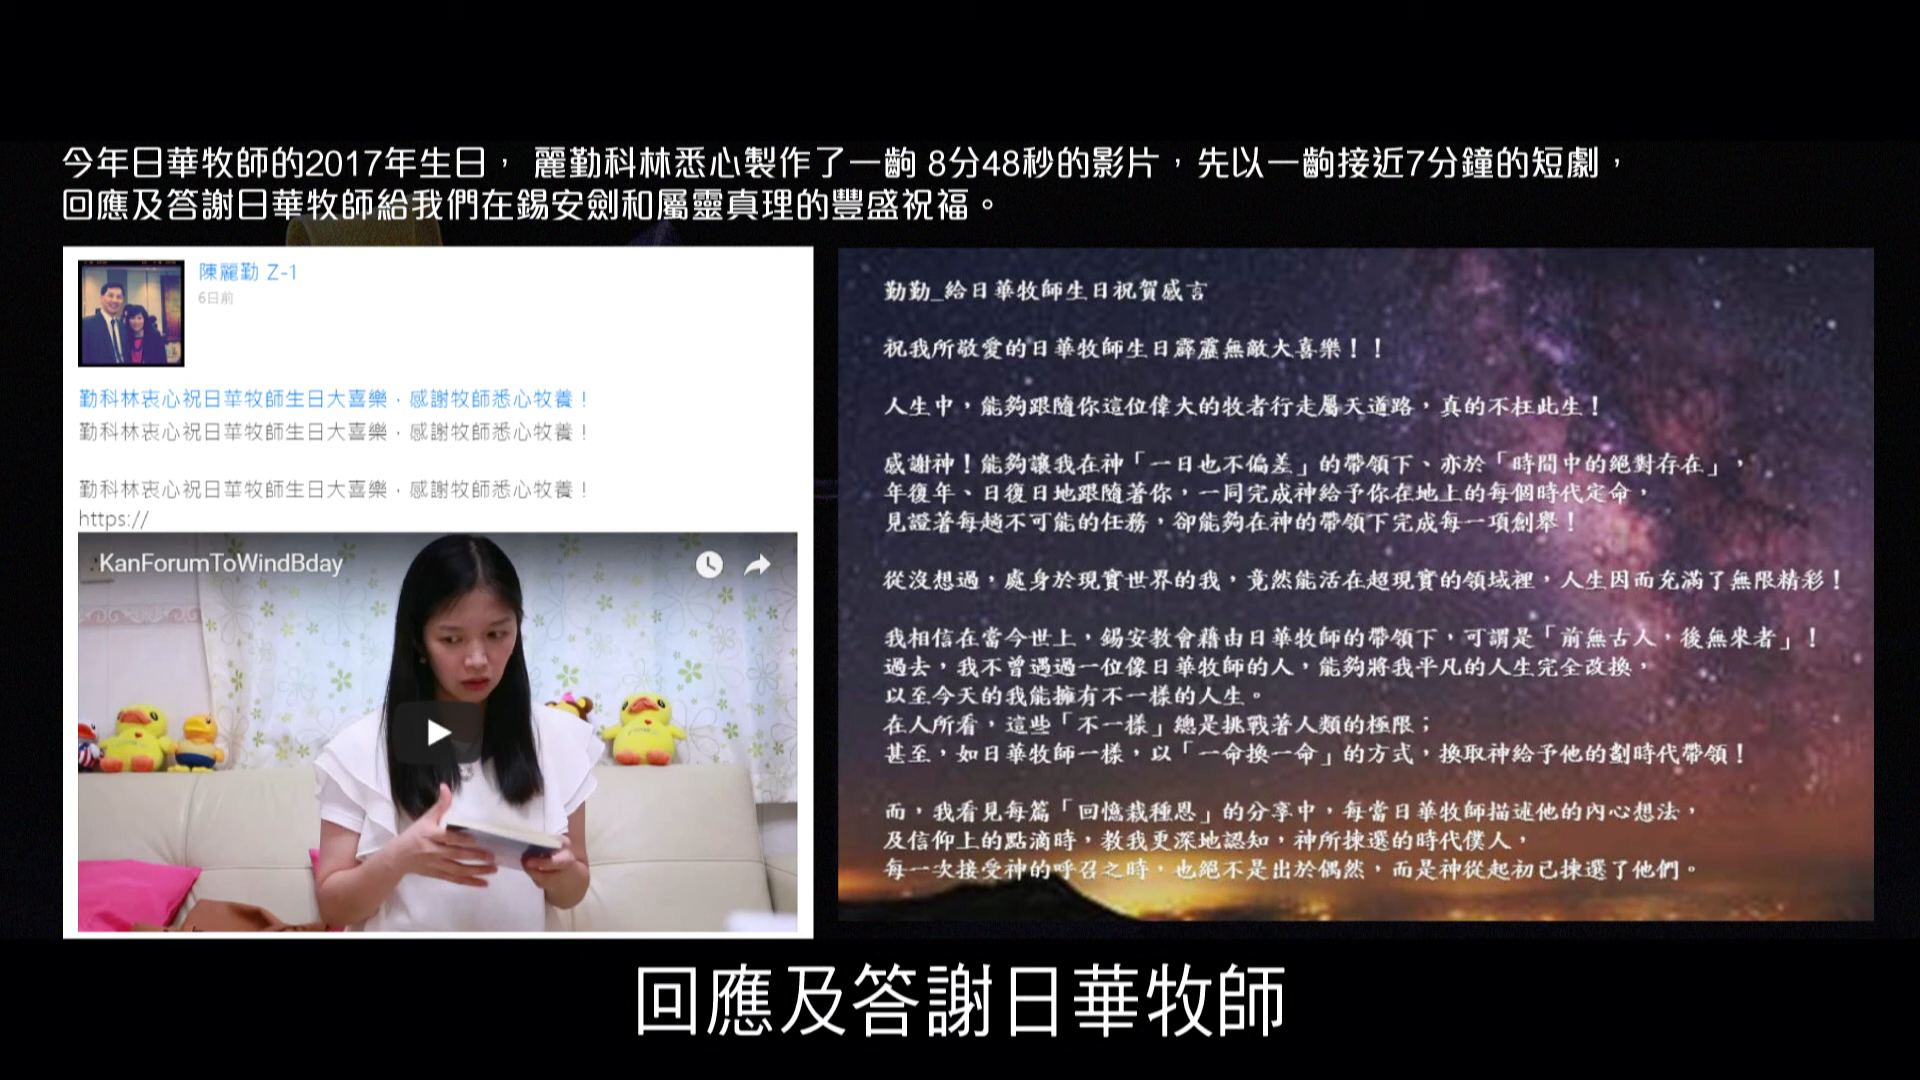 今年日華牧師的2017年生日， 麗勤科林悉心製作了一齣 8分48秒的影片，先以一齣接近7分鐘的短劇，
回應及答謝日華牧師給我們在錫安劍和屬靈真理的豐盛祝福。
陳麗勤 Z-1
6日前
勤科林衷心祝日華牧師生日大喜樂，感謝牧師悉心牧養！
勤科林衷心祝日華牧師生日大喜樂，感謝牧師悉心牧養！
勤科林衷心祝日華牧師生日大喜樂，感謝牧師悉心牧養！
https://
KanForumToWindBday
勤勤_給日華牧師生日祝賀感言
祝我所敬愛的日華牧師生日霹靂無敵大喜樂！！
人生中，能夠跟隨你這位偉大的牧者行走屬天道路，真的不枉此生！
感謝神！能夠讓我在神「一日也不偏差」的帶領下、亦於「時間中的絕對存在」，
年復年、日復日地跟隨著你，一同完成神給予你在地上的每個時代定命，
見證著每趟不可能的任務，卻能夠在神的帶領下完成每一項創舉！
從沒想過，處身於現實世界的我，竟然能活在超現實的領域裡，人生因而充滿了無限精彩！
我相信在當今世上，錫安教會藉由日華牧師的帶領下，可謂是「前無古人，後無來者」！
過去，我不曾遇過一位像日華牧師的人，能夠將我平凡的人生完全改換，
以至今天的我能擁有不一樣的人生。
在人所看，這些「不一樣」總是挑戰著人類的極限；
甚至，如日華牧師一樣，以「一命換一命」的方式，換取神給予他的劃時代帶領！
而，我看見每篇「回憶栽種恩」的分享中，每當日華牧師描述他的內心想法，
及信仰上的點滴時，教我更深地認知，神所揀選的時代僕人，
每一次接受神的呼召之時，也絕不是出於偶然，而是神從起初已揀選了他們。
回應及答謝日華牧師